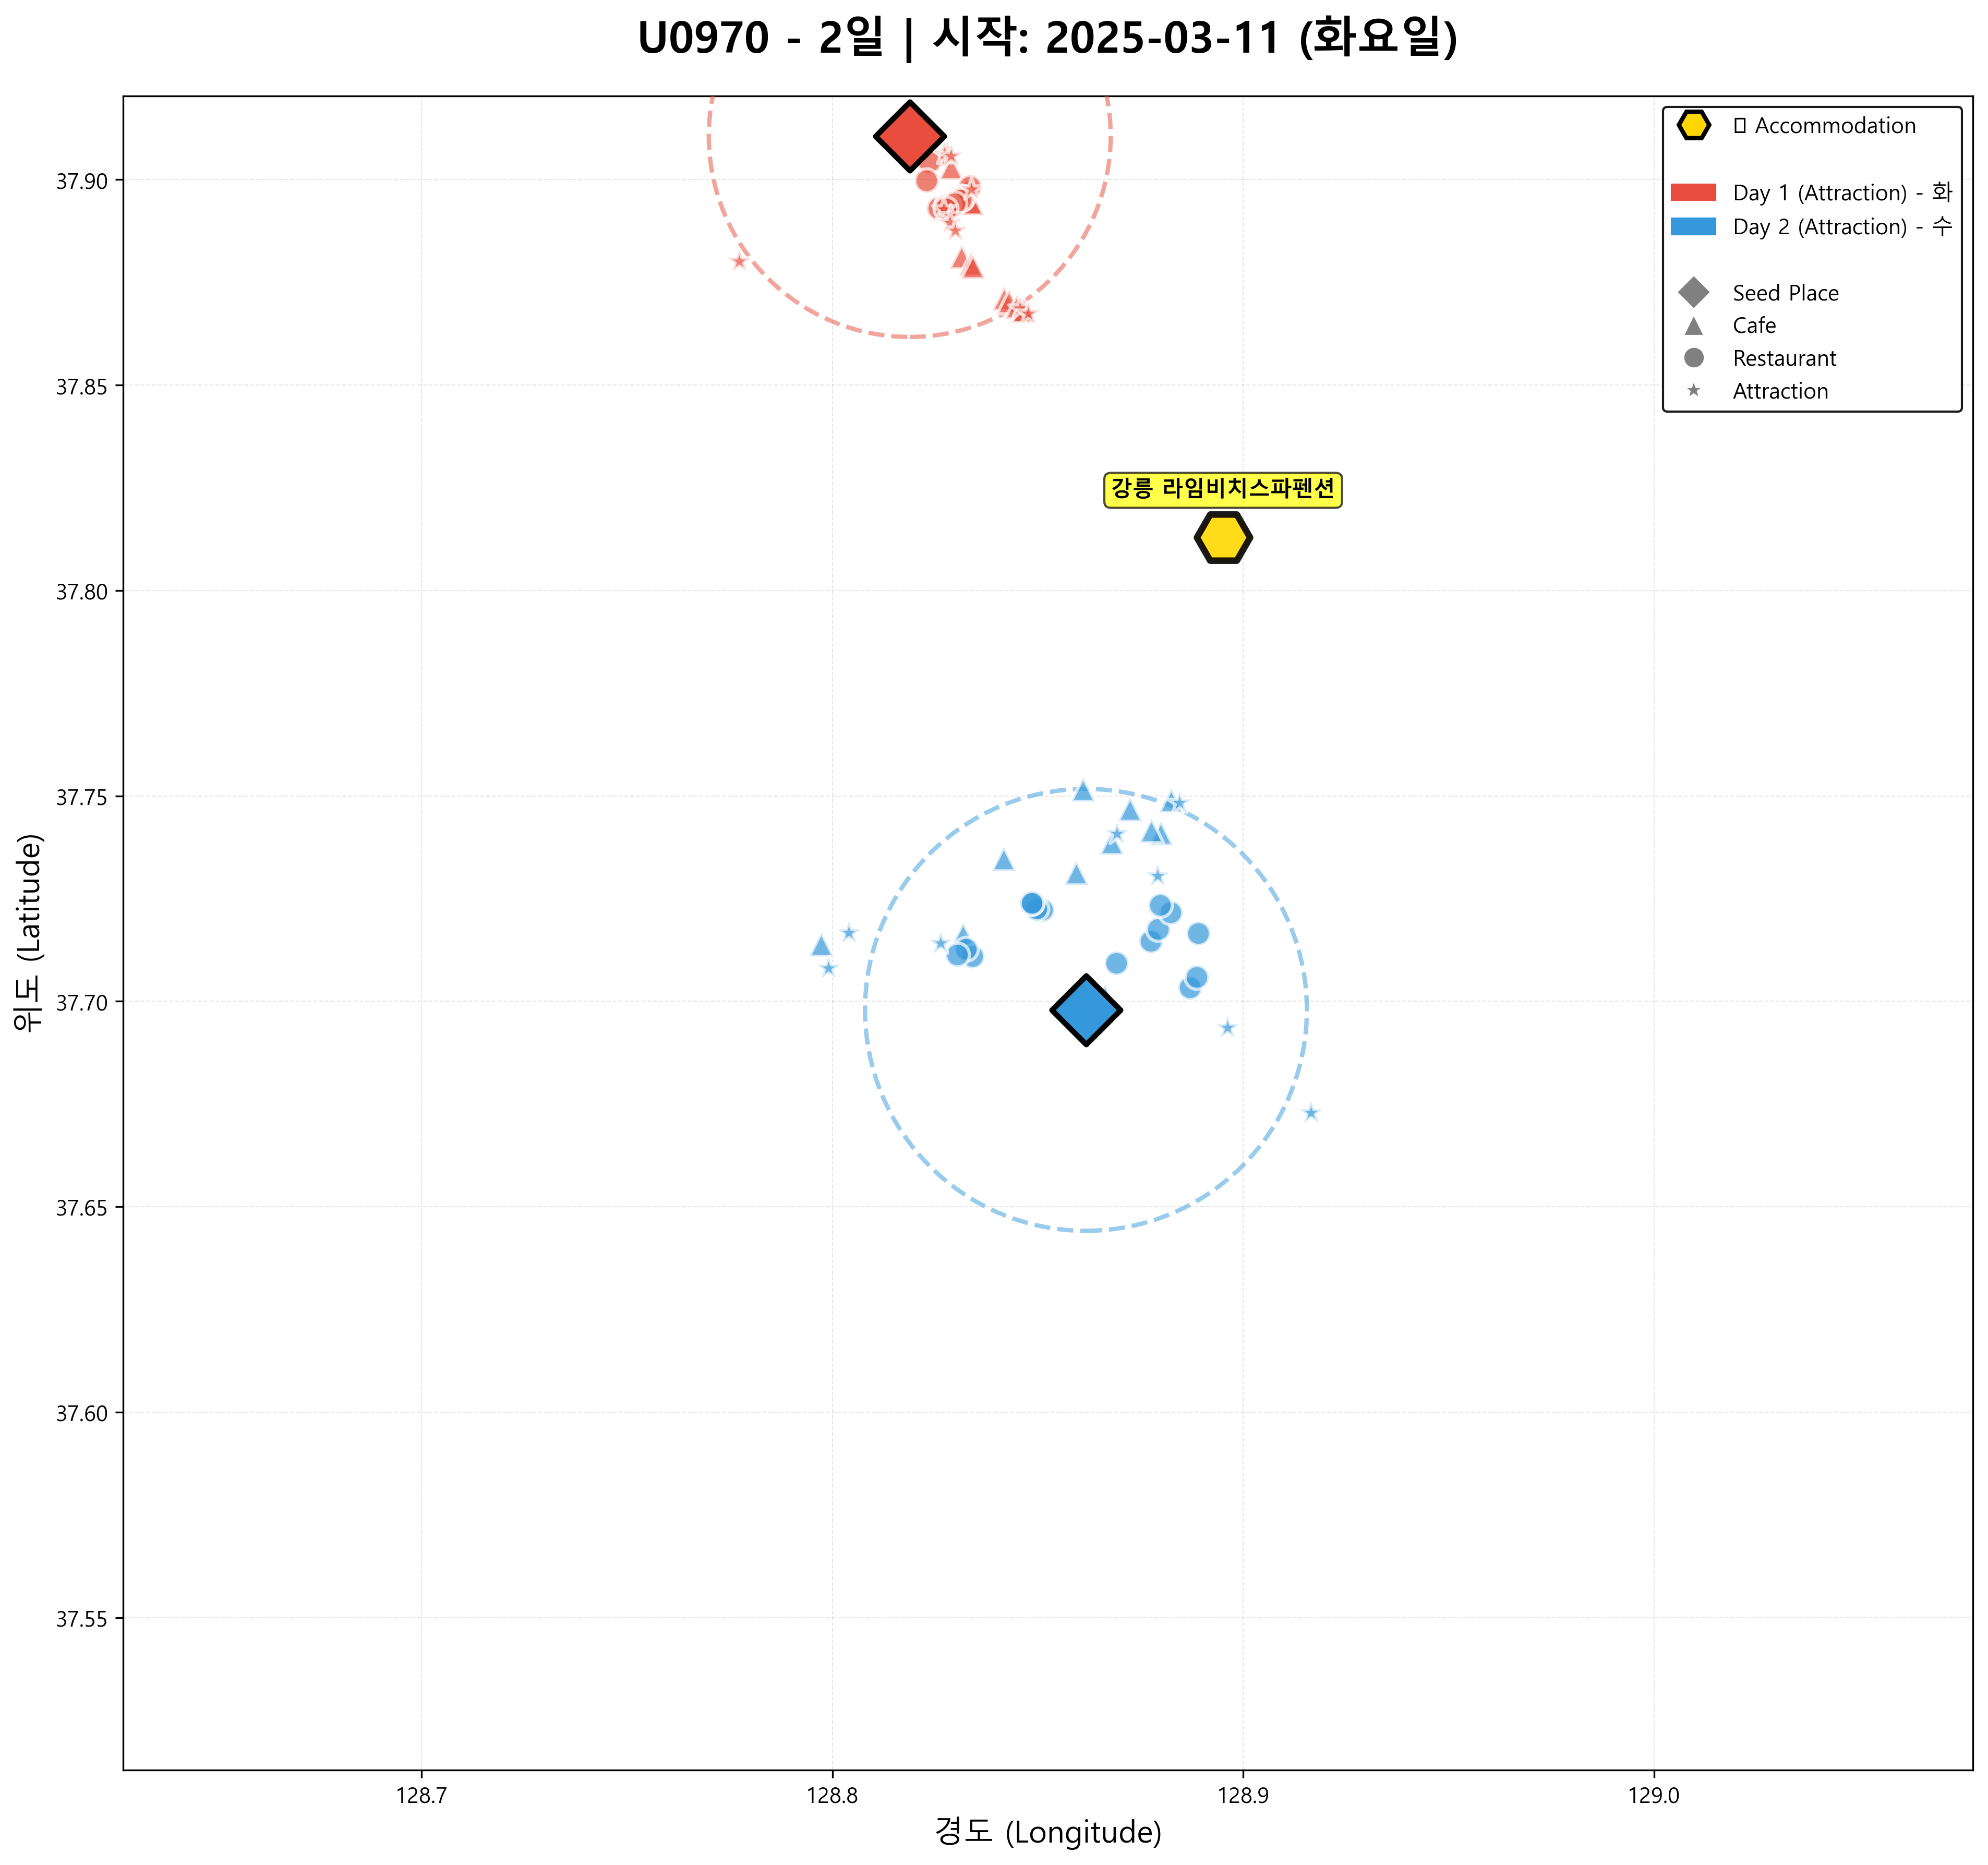 U0970 - 2일 | 시작: 2025-03-11 (화요일)
Accommodation
Day 1 (Attraction) - 화
Day 2 (Attraction) - 수
Seed Place
Cafe
Restaurant
Attraction
강릉 라임비치스파펜션
37.90
37.85
37.80
37.75
37.70
37.65
37.60
37.55
위도 (Latitude)
128.7
128.8
128.9
129.0
경도 (Longitude)